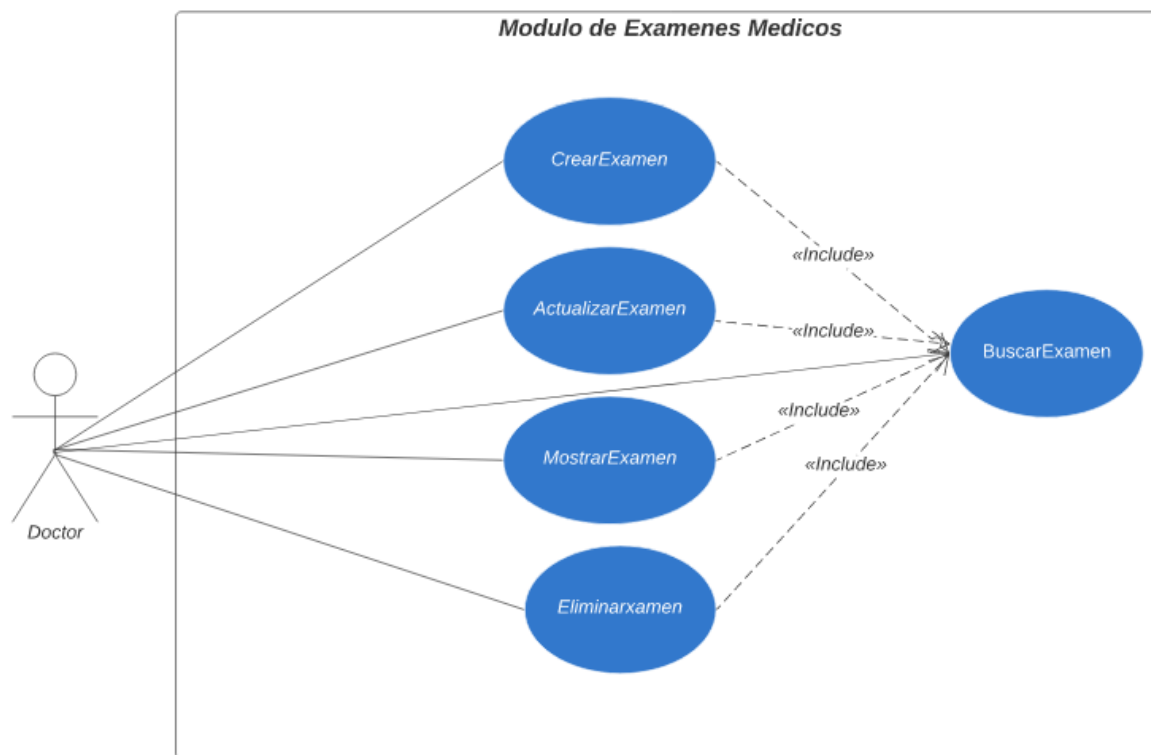 Modulo de Examenes Medicos
CrearExamen
«Include»
ActualizarExamen
«Include»
BuscarExamen
«Include»
MostrarExamen
«Include»
Doctor
Eliminarxamen